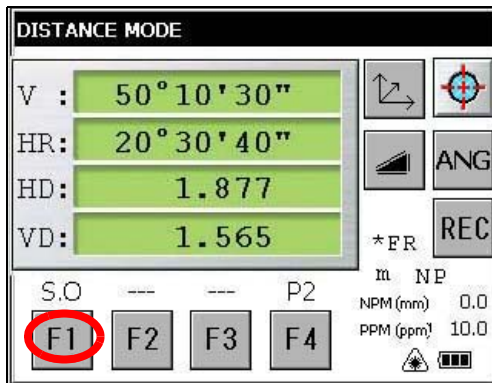 DISTANCE MODE
V : 50°10'30"
HR: 20°30'40"
HD: 1.877
VD: 1.565
ANG
REC
*FR
m NP
NPM (mm) 0.0
PPM (ppm) 10.0
S.O --- --- P2
F1 F2 F3 F4